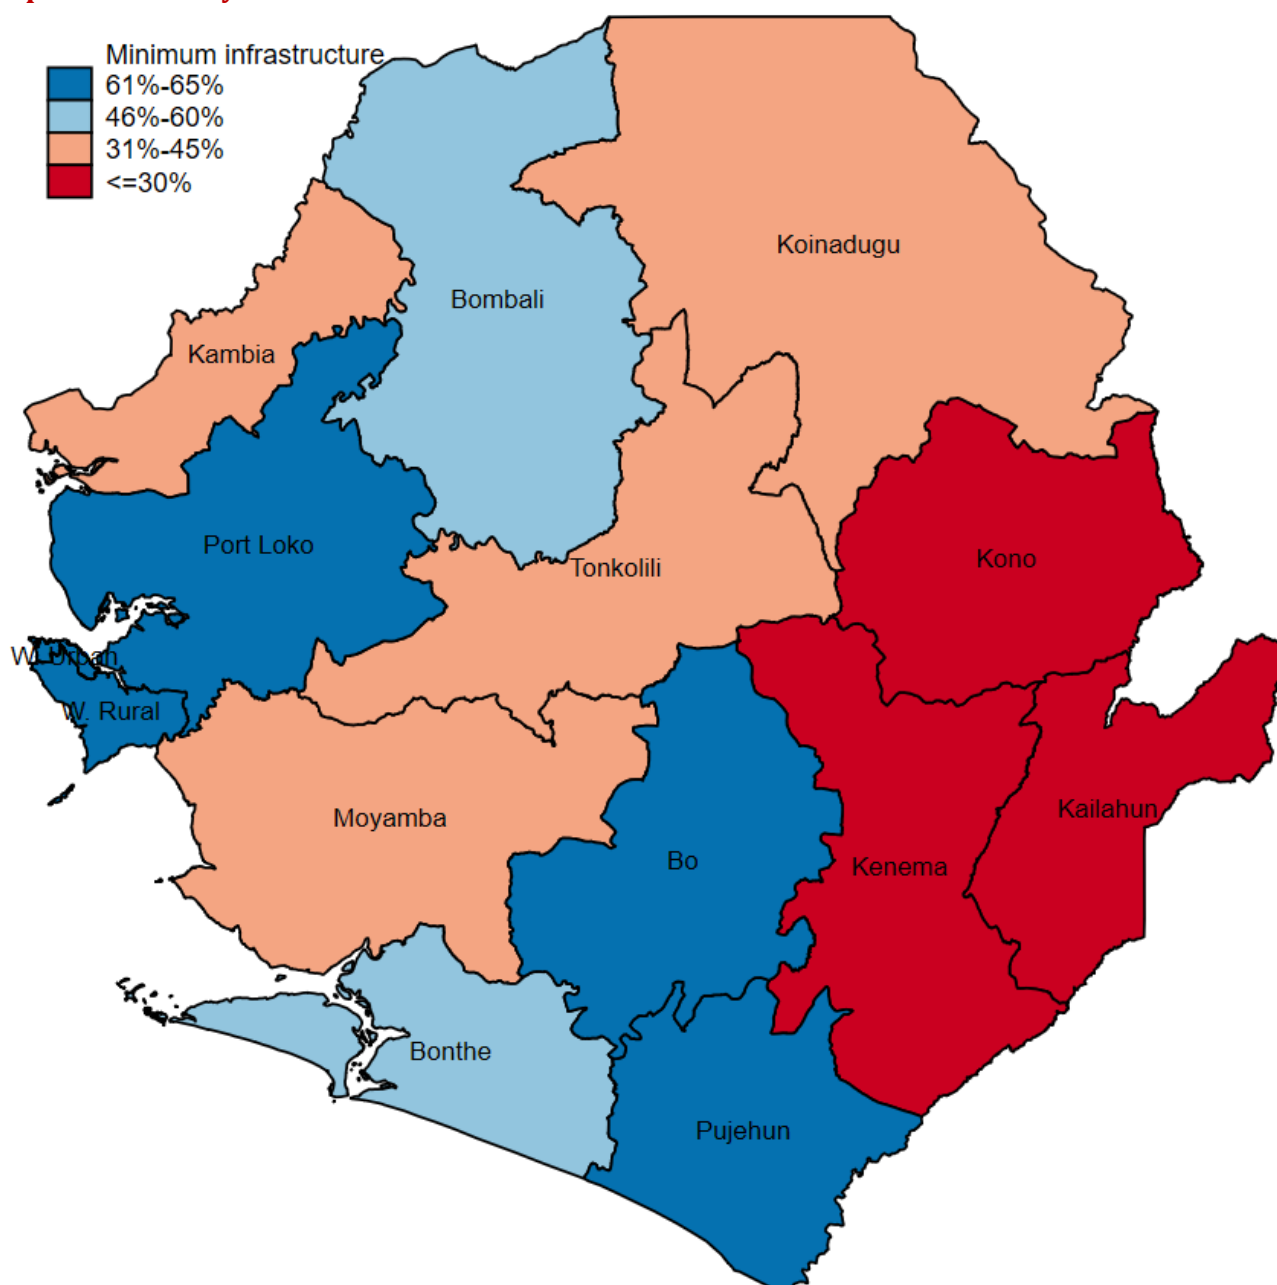 Minimum infrastructure
61%-65%
46%-60%
31%-45%
<=30%
Koinadugu
Bombali
Kambia
Port Loko
Kono
Tonkolili
W. Urban
W. Rural
Kailahun
Moyamba
Bo
Kenema
Bonthe
Pujehun